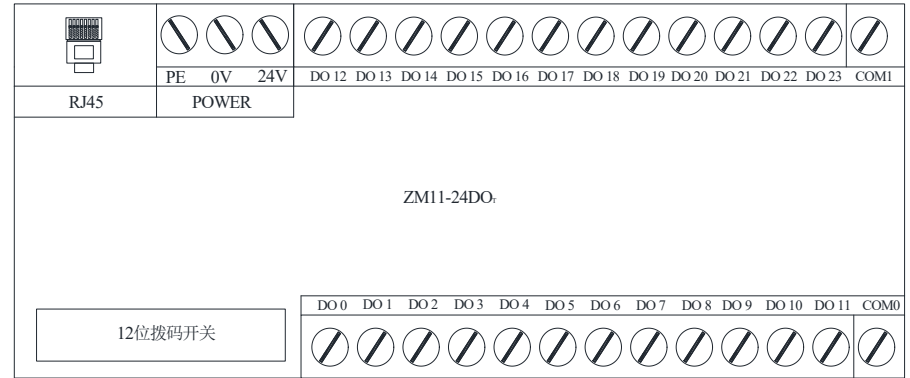 PE 0V 24V DO 12 DO 13 DO 14 DO 15 DO 16 DO 17 DO 18 DO 19 DO 20 DO 21 DO 22 DO 23 COM1
RJ45 POWER
ZM11-24DOT
DO 0 DO 1 DO 2 DO 3 DO 4 DO 5 DO 6 DO 7 DO 8 DO 9 DO 10 DO 11 COM0
12位拨码开关